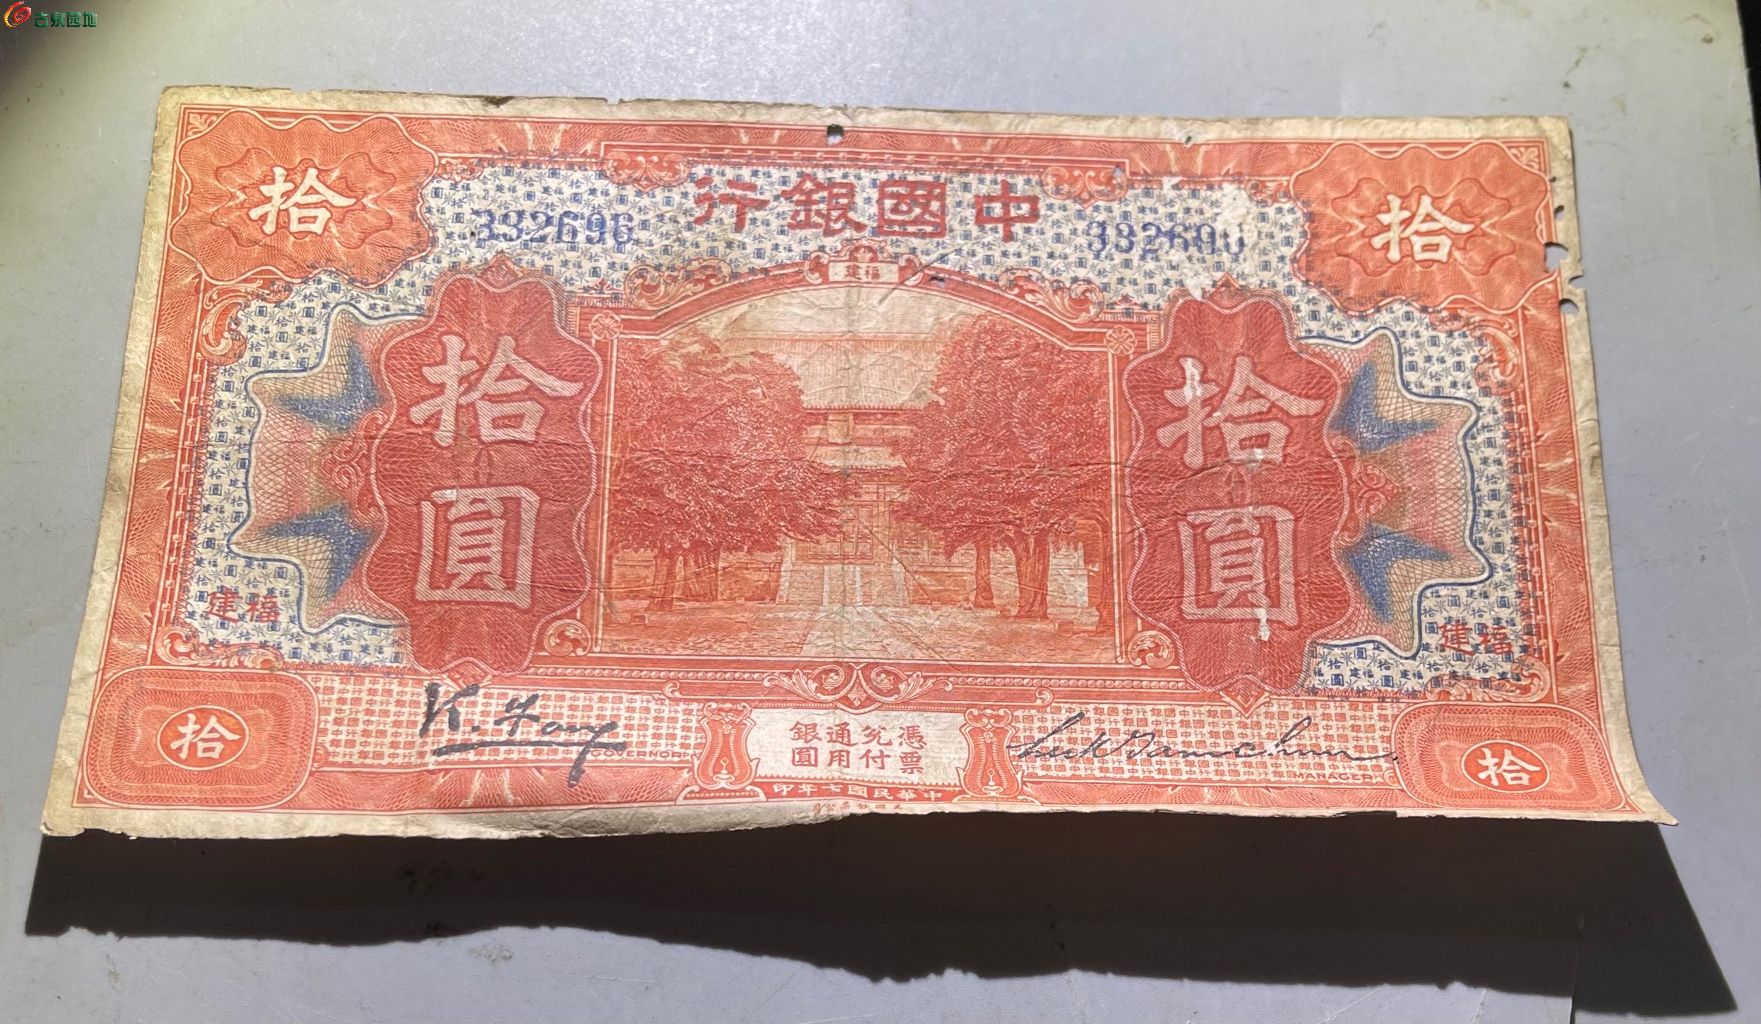 古泉园地
拾
行銀國中
拾
332696
建福
拾圓
拾圓
建福
建福
K. Fong
GOVERNOR
憑票
兌付
通用
銀圓
MANAGER
拾
拾
印年七國民華中